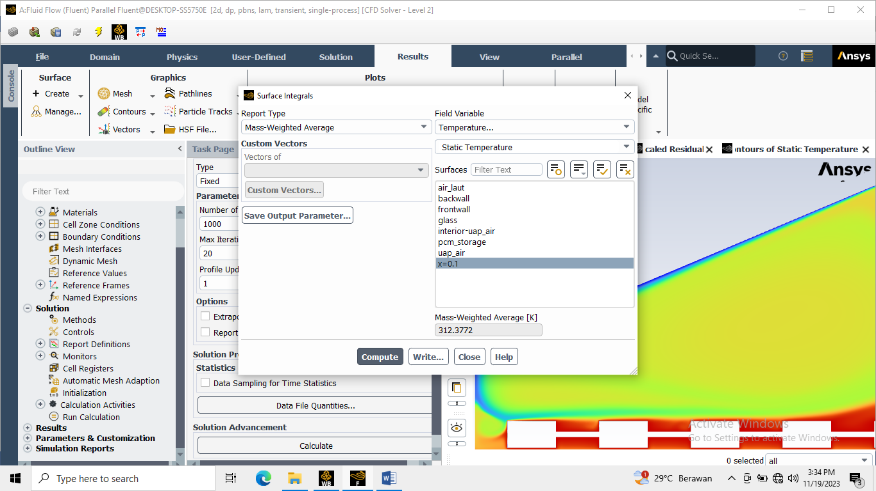 A:Fluid Flow (Fluent) Parallel Fluent@DESKTOP-SS5750E [2d, dp, pbns, lam, transient, single-process] [CFD Solver - Level 2]
File Domain Physics User-Defined Solution Results View Parallel Quick Se... Ansys
Console
Surface Graphics Plots
+ Create Mesh Pathlines
Manage... Contours Particle Tracks
Vectors HSF File...
Surface Integrals
Report Type
Mass-Weighted Average
Custom Vectors
Vectors of
Custom Vectors...
Save Output Parameter...
Field Variable
Temperature...
Static Temperature
Surfaces Filter Text
air_laut
backwall
frontwall
glass
interior-uap_air
pcm_storage
uap_air
x=0.1
Mass-Weighted Average [K]
312.3772
Compute Write... Close Help
Outline View
Filter Text
Materials
Cell Zone Conditions
Boundary Conditions
Mesh Interfaces
Dynamic Mesh
Reference Values
Reference Frames
Named Expressions
Solution
Methods
Controls
Report Definitions
Monitors
Cell Registers
Automatic Mesh Adaption
Initialization
Calculation Activities
Run Calculation
Results
Parameters & Customization
Simulation Reports
Task Page
Type
Fixed
Parameter
Number of
1000
Max Iterati
20
Profile Upd
1
Options
Extrapo
Report
Solution Pr
Statistics
Data Sampling for Time Statistics
Data File Quantities...
Solution Advancement
Calculate
caled Residual
ontours of Static Temperature
Ansys
Activate Windows
Go to Settings to activate Windows.
0 selected all
Type here to search
29°C Berawan
3:34 PM
11/19/2023
3